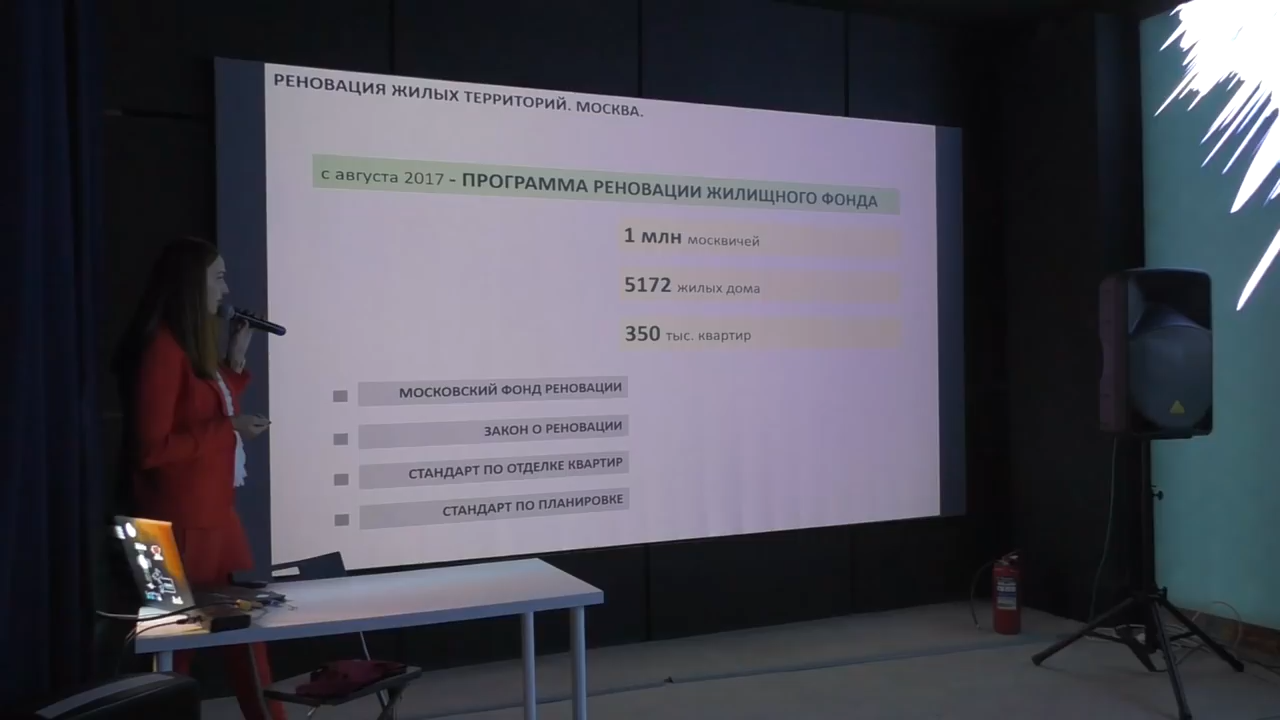 РЕНОВАЦИЯ ЖИЛЫХ ТЕРРИТОРИЙ. МОСКВА.
с августа 2017 - ПРОГРАММА РЕНОВАЦИИ ЖИЛИЩНОГО ФОНДА
1 млн москвичей
5172 жилых дома
350 тыс. квартир
МОСКОВСКИЙ ФОНД РЕНОВАЦИИ
ЗАКОН О РЕНОВАЦИИ
СТАНДАРТ ПО ОТДЕЛКЕ КВАРТИР
СТАНДАРТ ПО ПЛАНИРОВКЕ